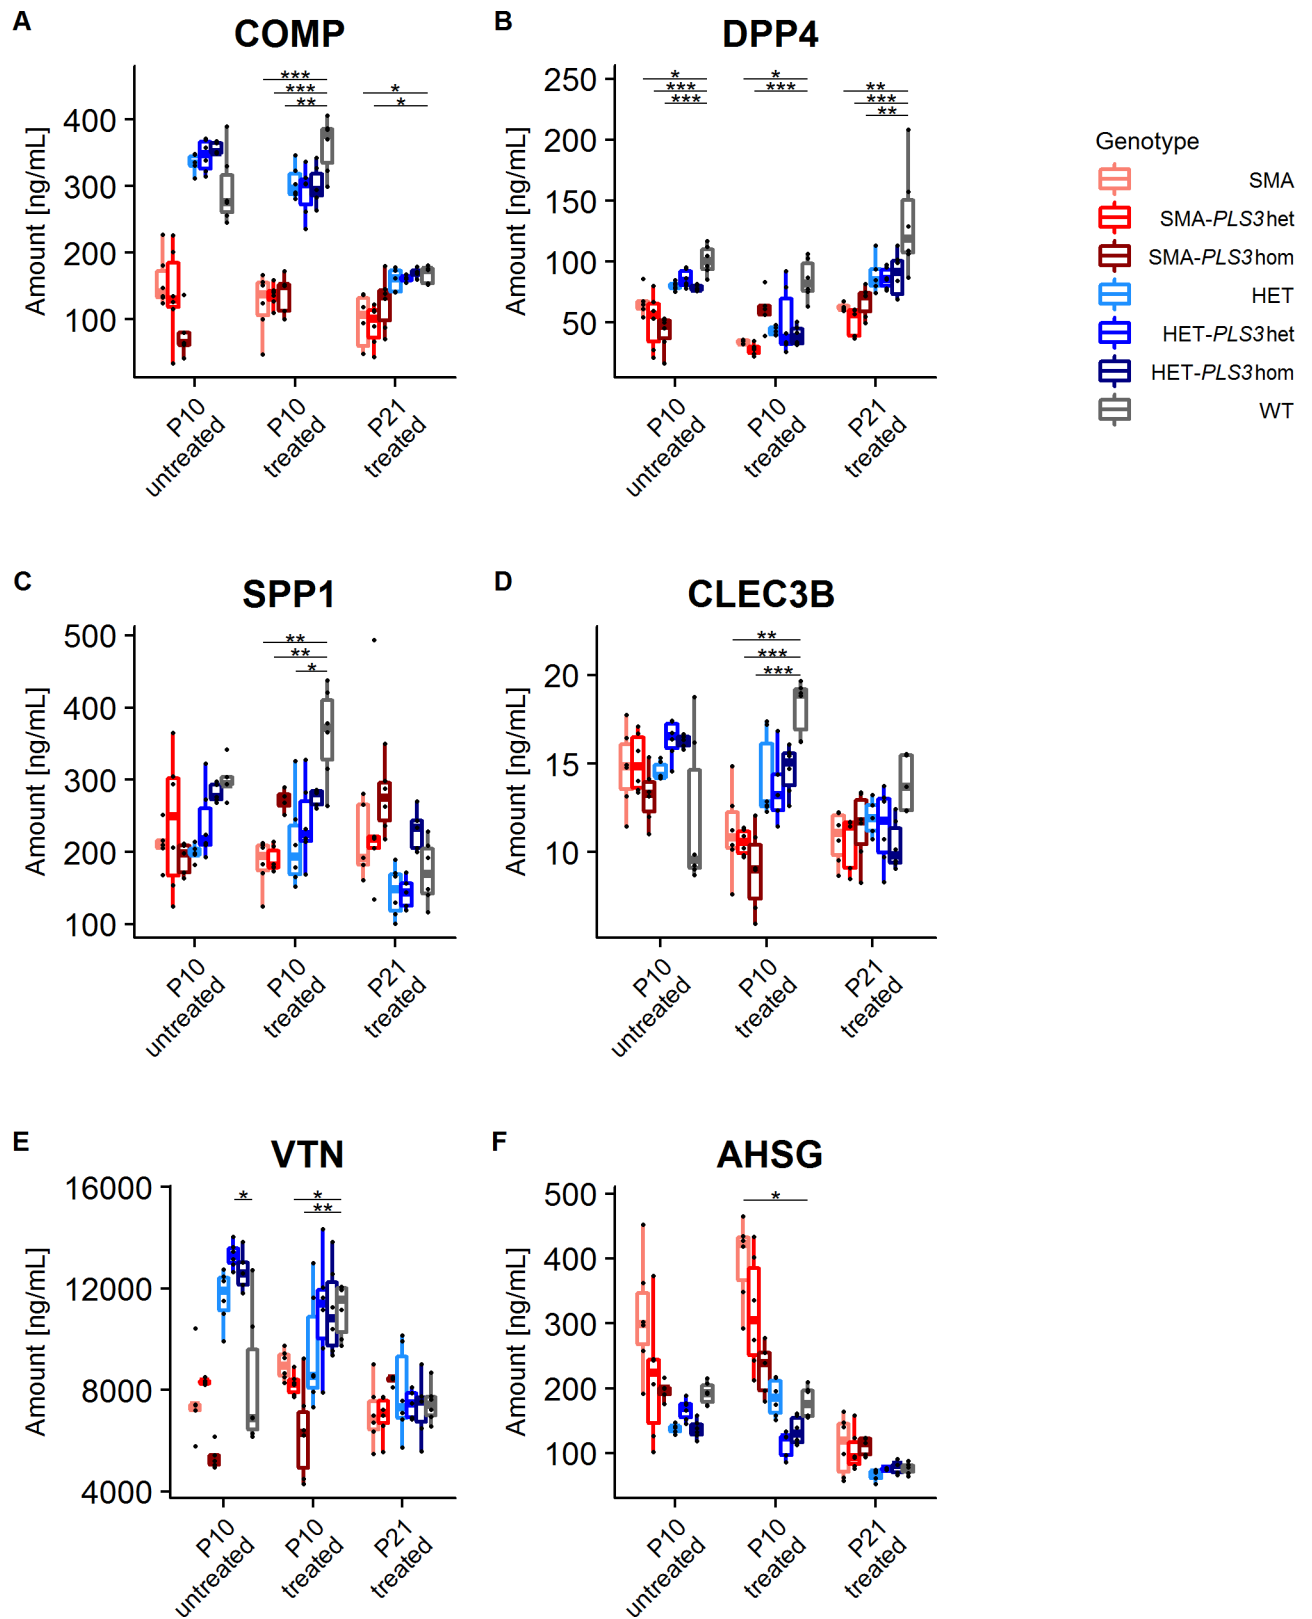 A
COMP
Amount [ng/mL]
400
300
200
100
***
***
**
*
*
P10
untreated
P10
treated
P21
treated
B
DPP4
Amount [ng/mL]
250
200
150
100
50
*
***
***
*
***
**
***
**
P10
untreated
P10
treated
P21
treated
Genotype
SMA
SMA-PLS3het
SMA-PLS3hom
HET
HET-PLS3het
HET-PLS3hom
WT
C
SPP1
Amount [ng/mL]
500
400
300
200
100
**
**
*
P10
untreated
P10
treated
P21
treated
D
CLEC3B
Amount [ng/mL]
20
15
10
**
***
***
P10
untreated
P10
treated
P21
treated
E
VTN
Amount [ng/mL]
16000
12000
8000
4000
*
*
**
P10
untreated
P10
treated
P21
treated
F
AHSG
Amount [ng/mL]
500
400
300
200
100
*
P10
untreated
P10
treated
P21
treated